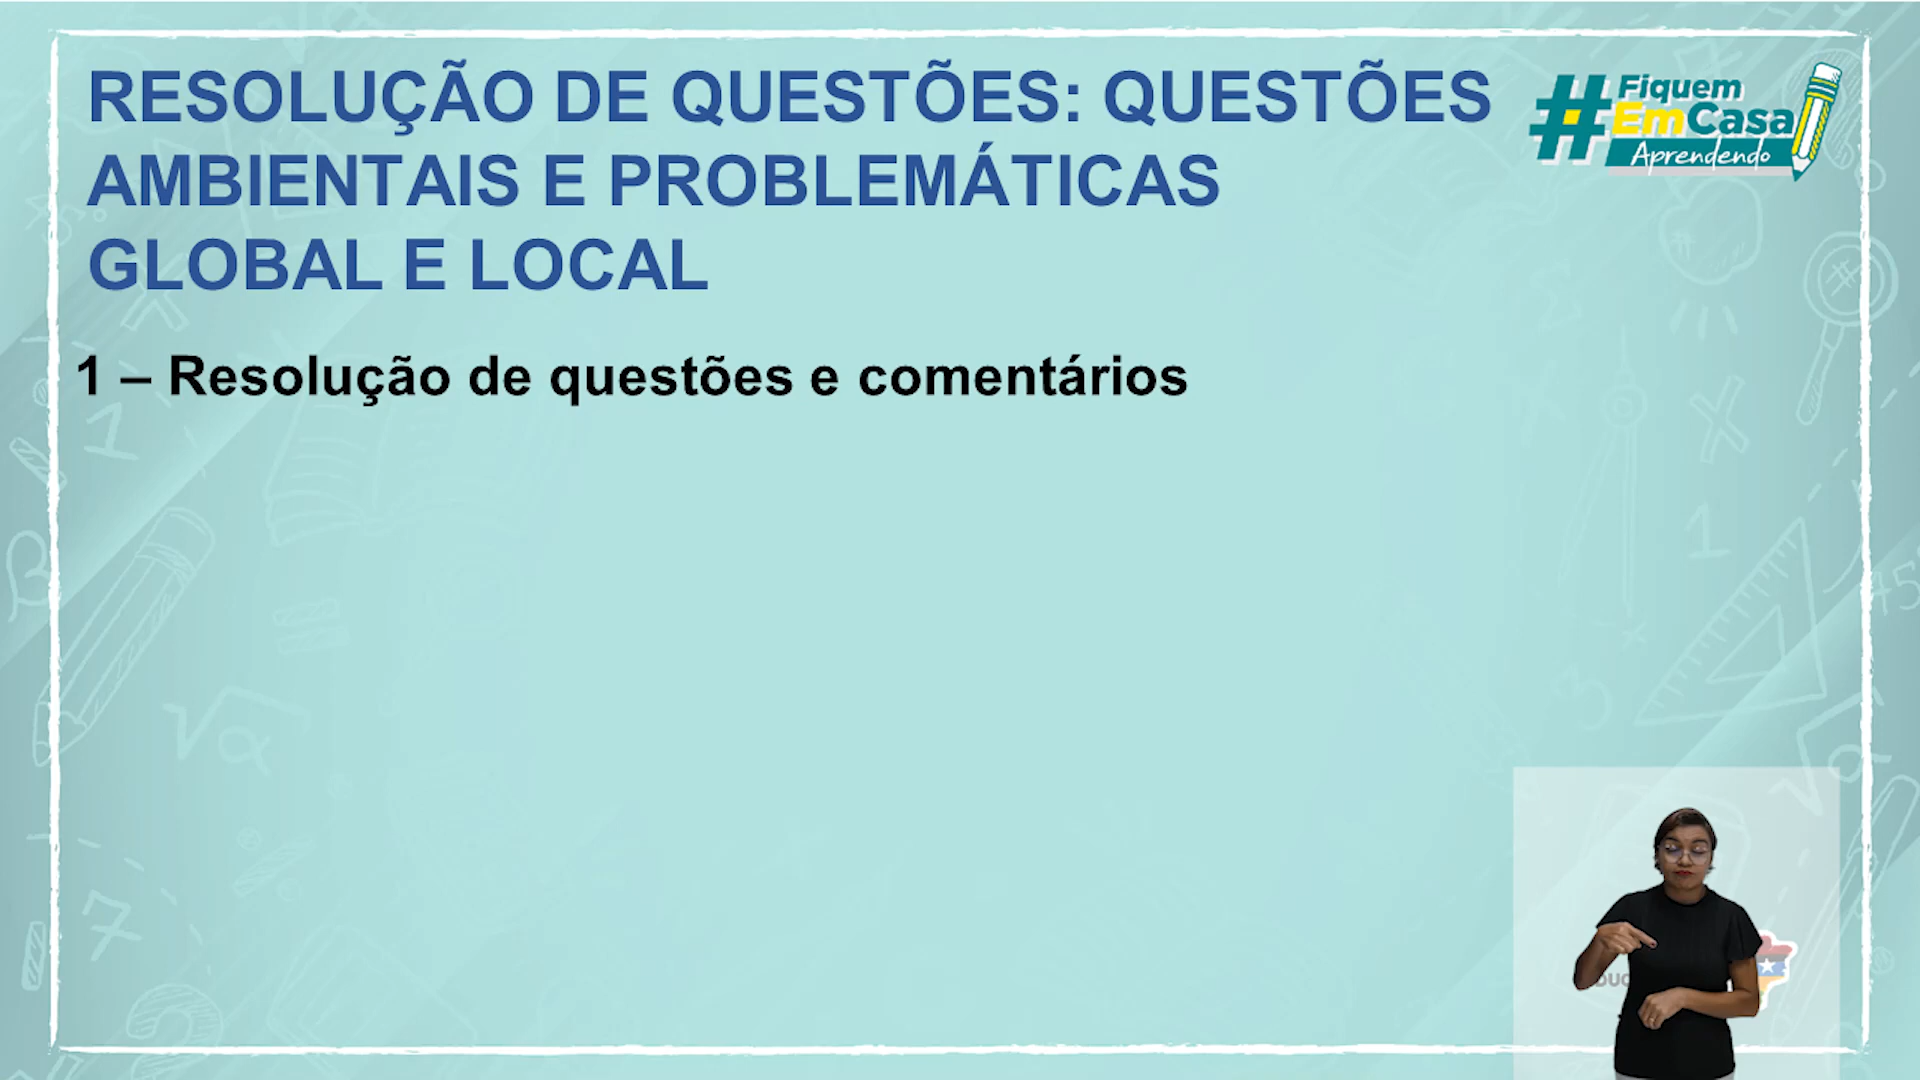 RESOLUÇÃO DE QUESTÕES: QUESTÕES
AMBIENTAIS E PROBLEMÁTICAS
GLOBAL E LOCAL
#Fiquem
EmCasa
Aprendendo
1 – Resolução de questões e comentários